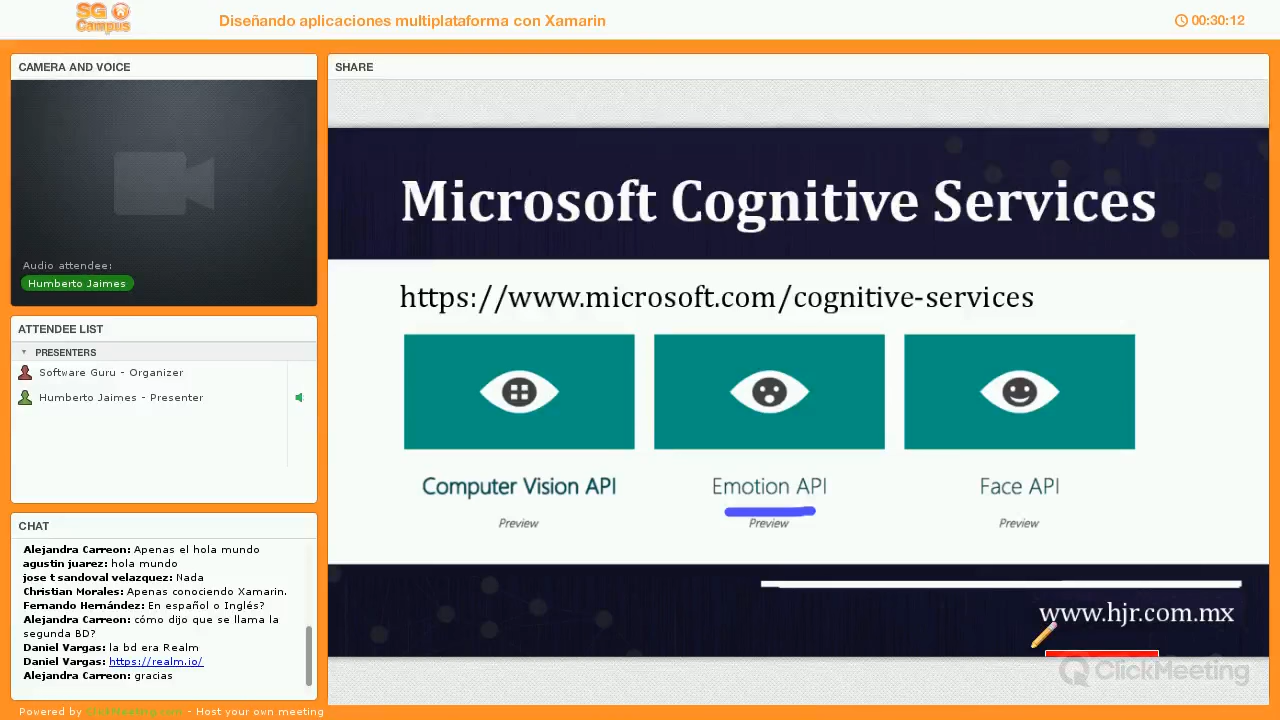 SG
Campus
Diseñando aplicaciones multiplataforma con Xamarin
00:30:12
CAMERA AND VOICE
Audio attendee:
Humberto Jaimes
ATTENDEE LIST
PRESENTERS
Software Guru - Organizer
Humberto Jaimes - Presenter
CHAT
Alejandra Carreon: Apenas el hola mundo
agustin juarez: hola mundo
jose t sandoval velazquez: Nada
Christian Morales: Apenas conociendo Xamarin.
Fernando Hernández: En español o Inglés?
Alejandra Carreon: cómo dijo que se llama la
segunda BD?
Daniel Vargas: la bd era Realm
Daniel Vargas: https://realm.io/
Alejandra Carreon: gracias
Powered by ClickMeeting.com - Host your own meeting
SHARE
Microsoft Cognitive Services
https://www.microsoft.com/cognitive-services
Computer Vision API
Preview
Emotion API
Preview
Face API
Preview
www.hjr.com.mx
ClickMeeting